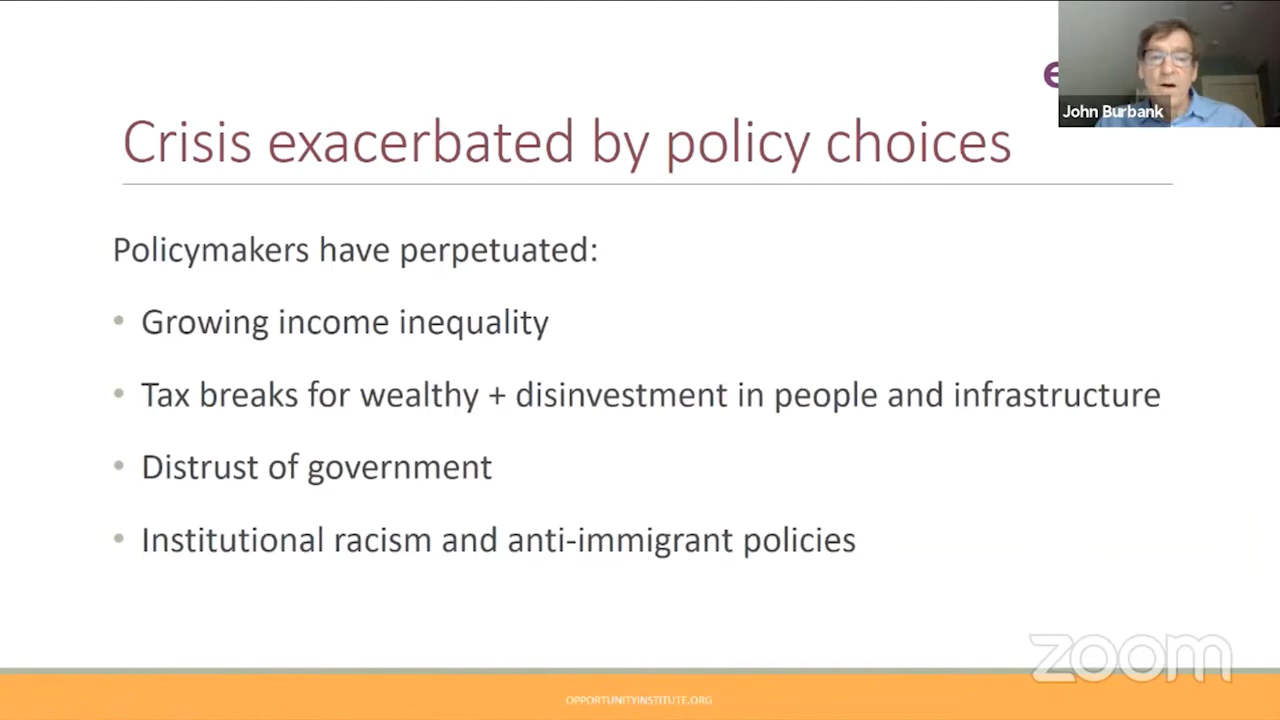 e
John Burbank
Crisis exacerbated by policy choices
Policymakers have perpetuated:
• Growing income inequality
• Tax breaks for wealthy + disinvestment in people and infrastructure
• Distrust of government
• Institutional racism and anti-immigrant policies
zoom
OPPORTUNITYINSTITUTE.ORG